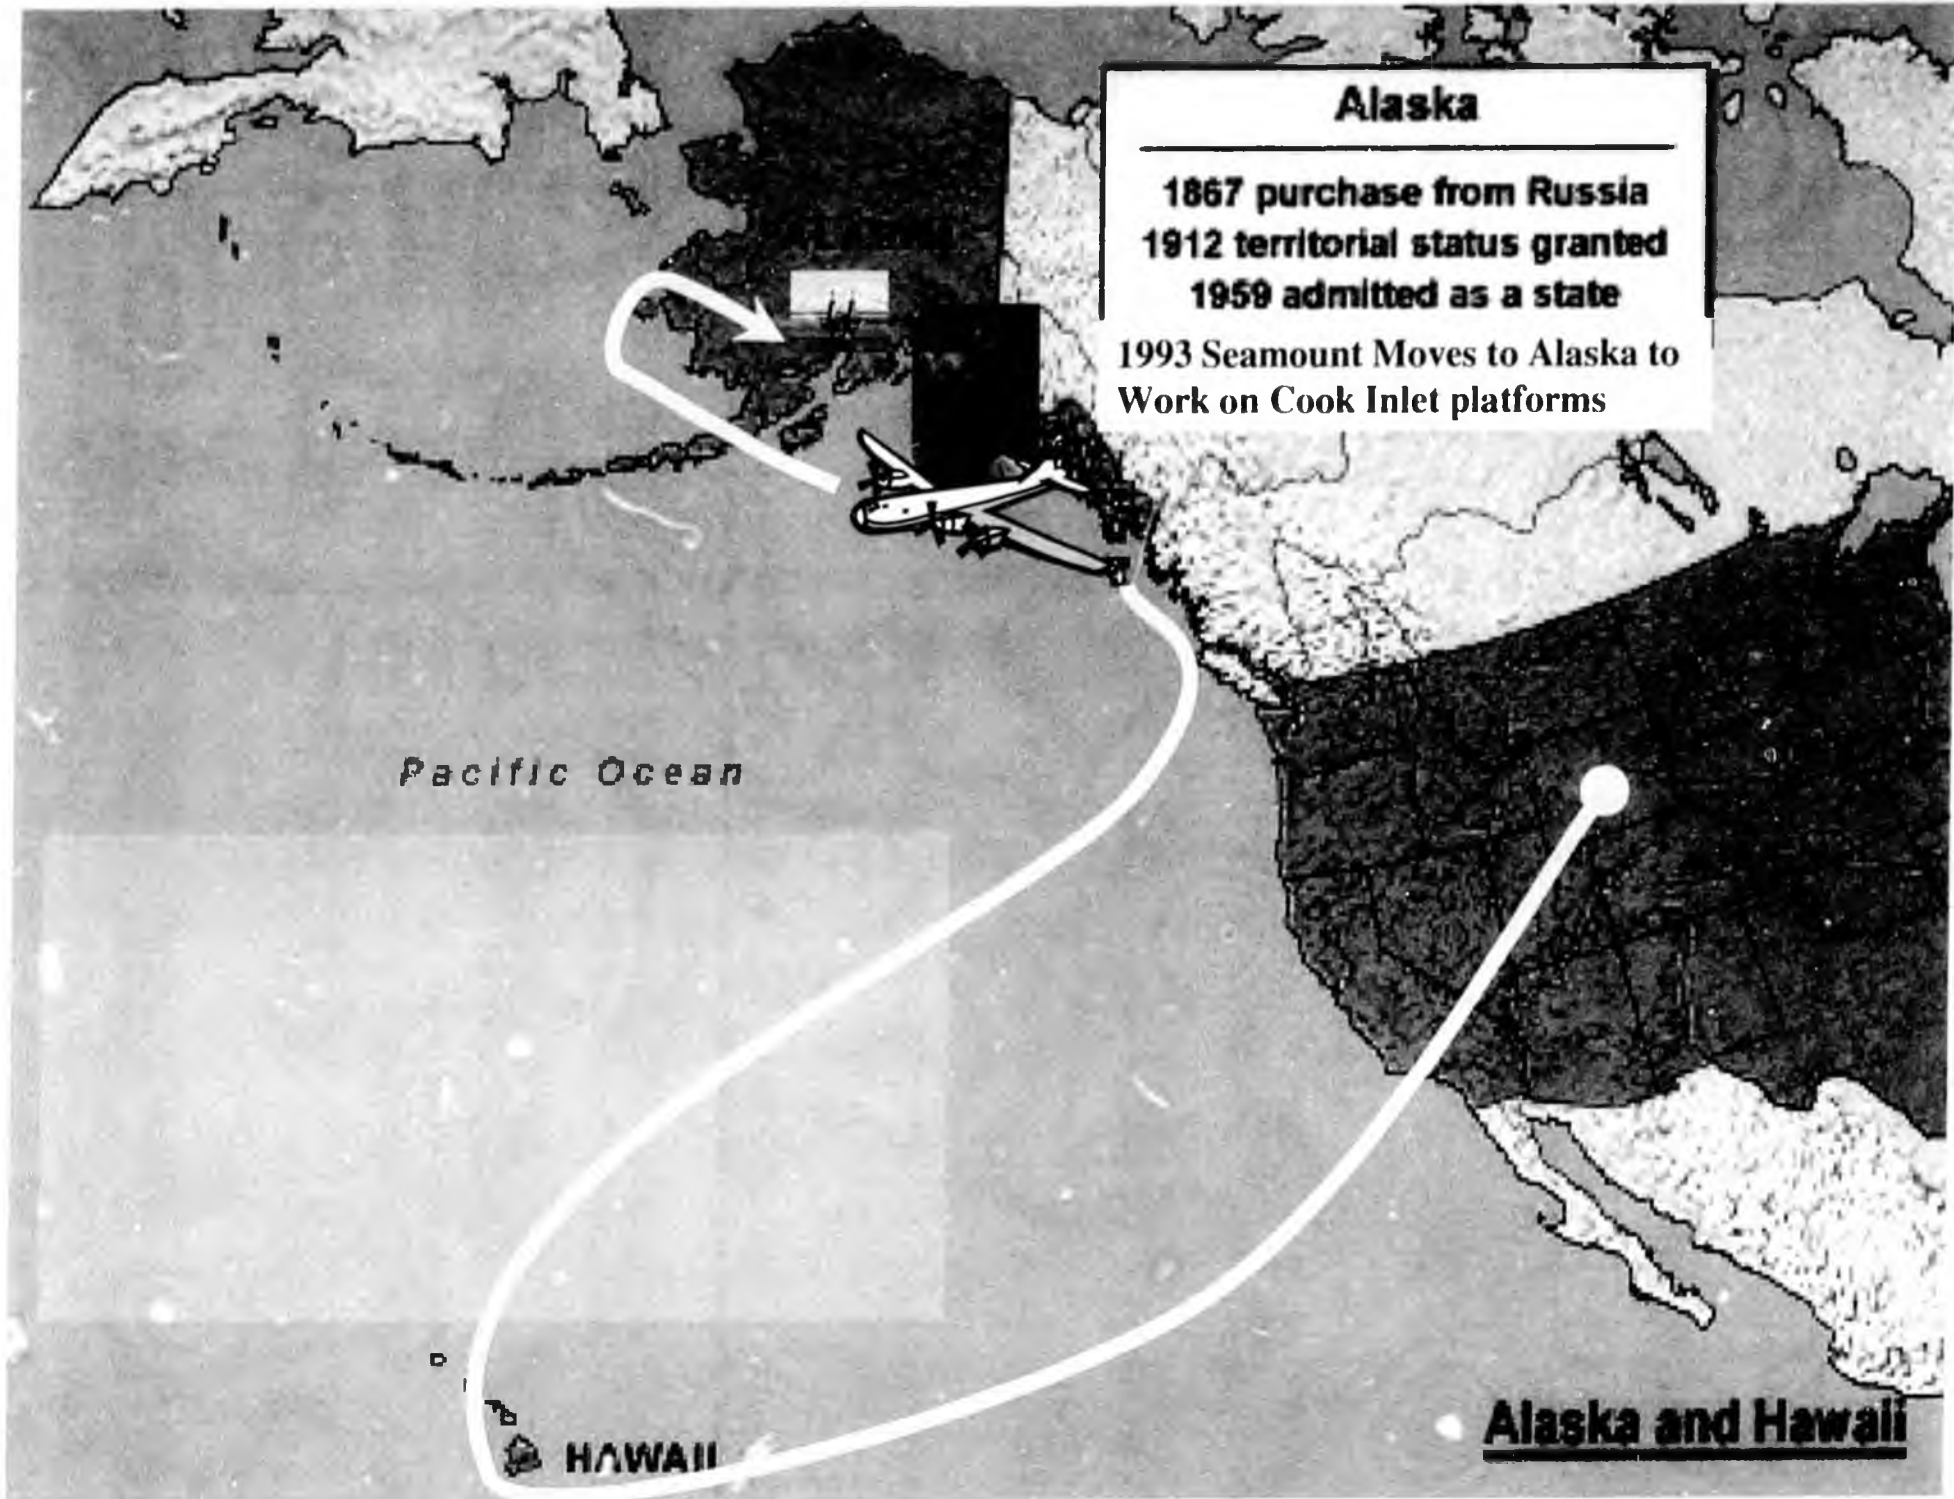 Alaska
1867 purchase from Russia
1912 territorial status granted
1959 admitted as a state
1993 Seamount Moves to Alaska to
Work on Cook Inlet platforms
Pacific Ocean
HAWAII
Alaska and Hawaii